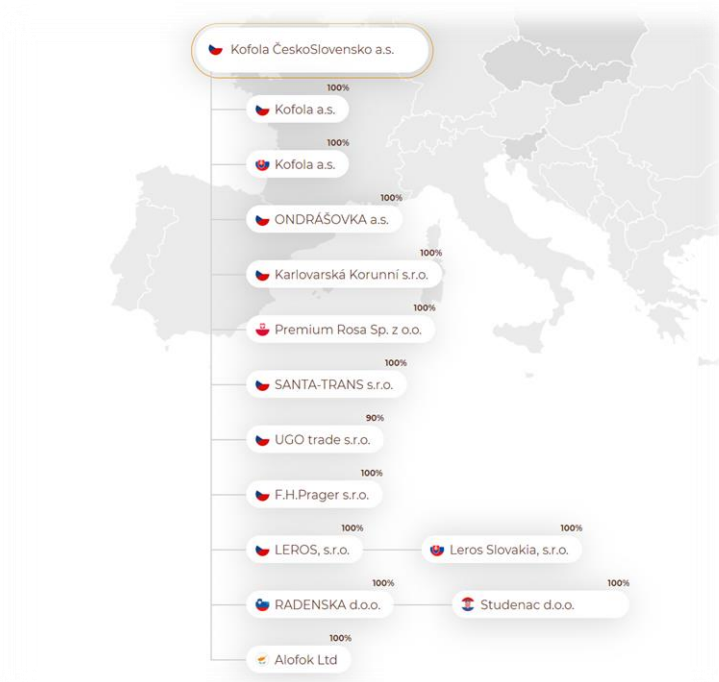 Kofola ČeskoSlovensko a.s.
100%
Kofola a.s.
100%
Kofola a.s.
100%
ONDRÁŠOVKA a.s.
100%
Karlovarská Korunní s.r.o.
100%
Premium Rosa Sp. z o.o.
100%
SANTA-TRANS s.r.o.
90%
UGO trade s.r.o.
100%
F.H.Prager s.r.o.
100%
LEROS, s.r.o.
100%
Leros Slovakia, s.r.o.
100%
RADENSKA d.o.o.
100%
Studenac d.o.o.
100%
Alofok Ltd